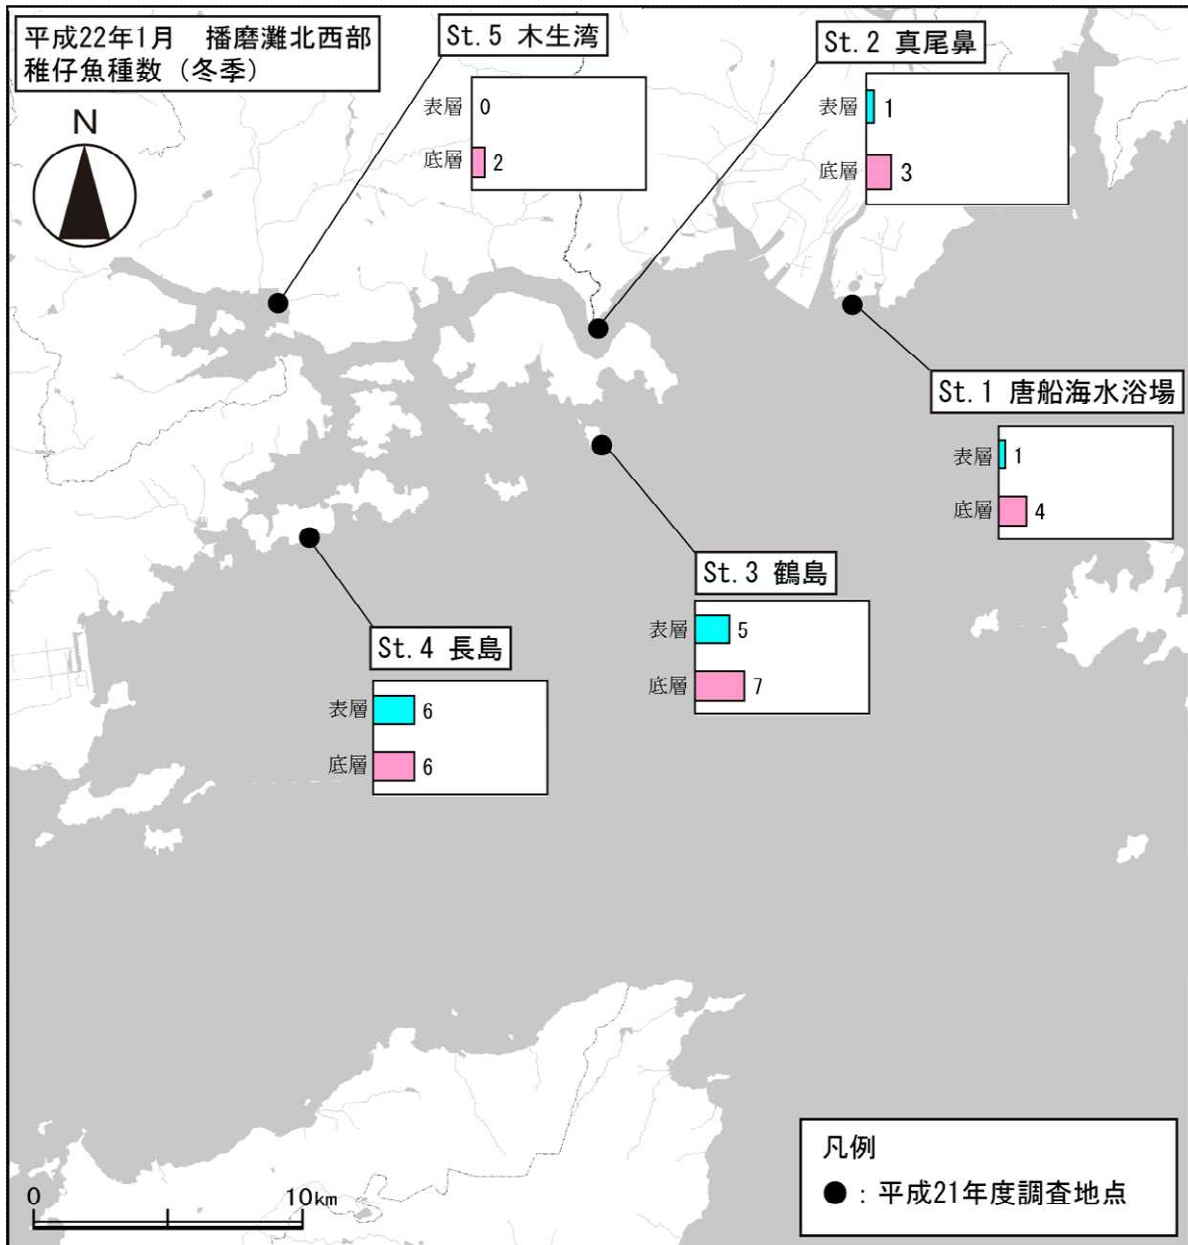 平成22年1月　播磨灘北西部
稚仔魚種数（冬季）
N
St.5 木生湾
表層 0
底層 2
St.2 真尾鼻
表層 1
底層 3
St.1 唐船海水浴場
表層 1
底層 4
St.3 鶴島
表層 5
底層 7
St.4 長島
表層 6
底層 6
0 10km
凡例
●：平成21年度調査地点